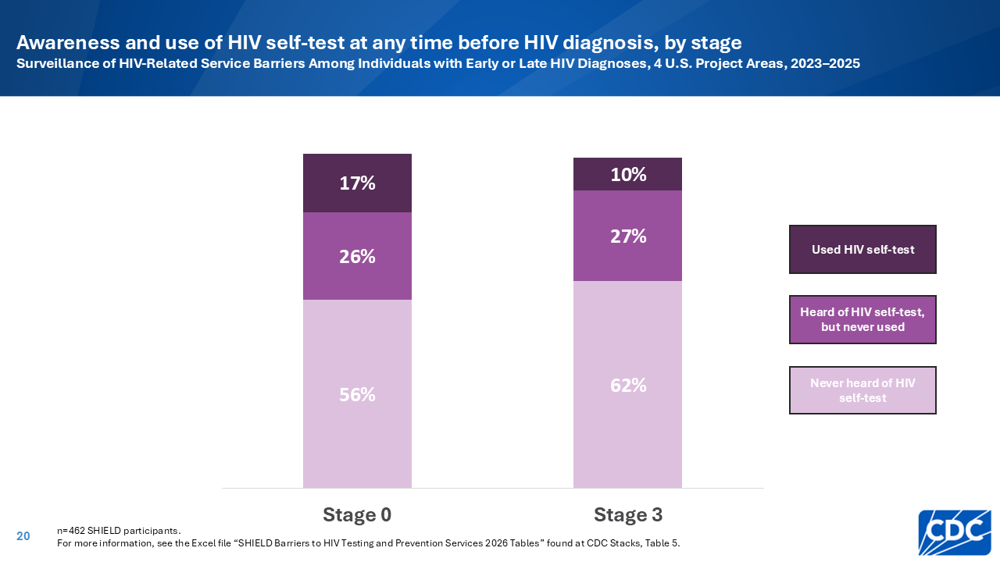 Awareness and use of HIV self-test at any time before HIV diagnosis, by stage
Surveillance of HIV-Related Service Barriers Among Individuals with Early or Late HIV Diagnoses, 4 U.S. Project Areas, 2023–2025
17%
26%
56%
10%
27%
62%
Stage 0
Stage 3
Used HIV self-test
Heard of HIV self-test,
but never used
Never heard of HIV
self-test
20
n=462 SHIELD participants.
For more information, see the Excel file “SHIELD Barriers to HIV Testing and Prevention Services 2026 Tables” found at CDC Stacks, Table 5.
CDC